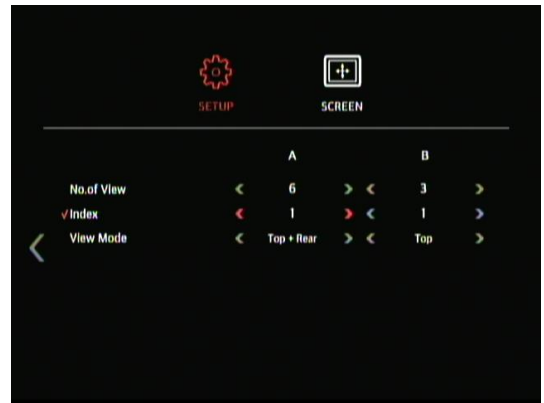 SETUP SCREEN
A B
No.of View 6 3
√Index 1 1
View Mode Top + Rear Top